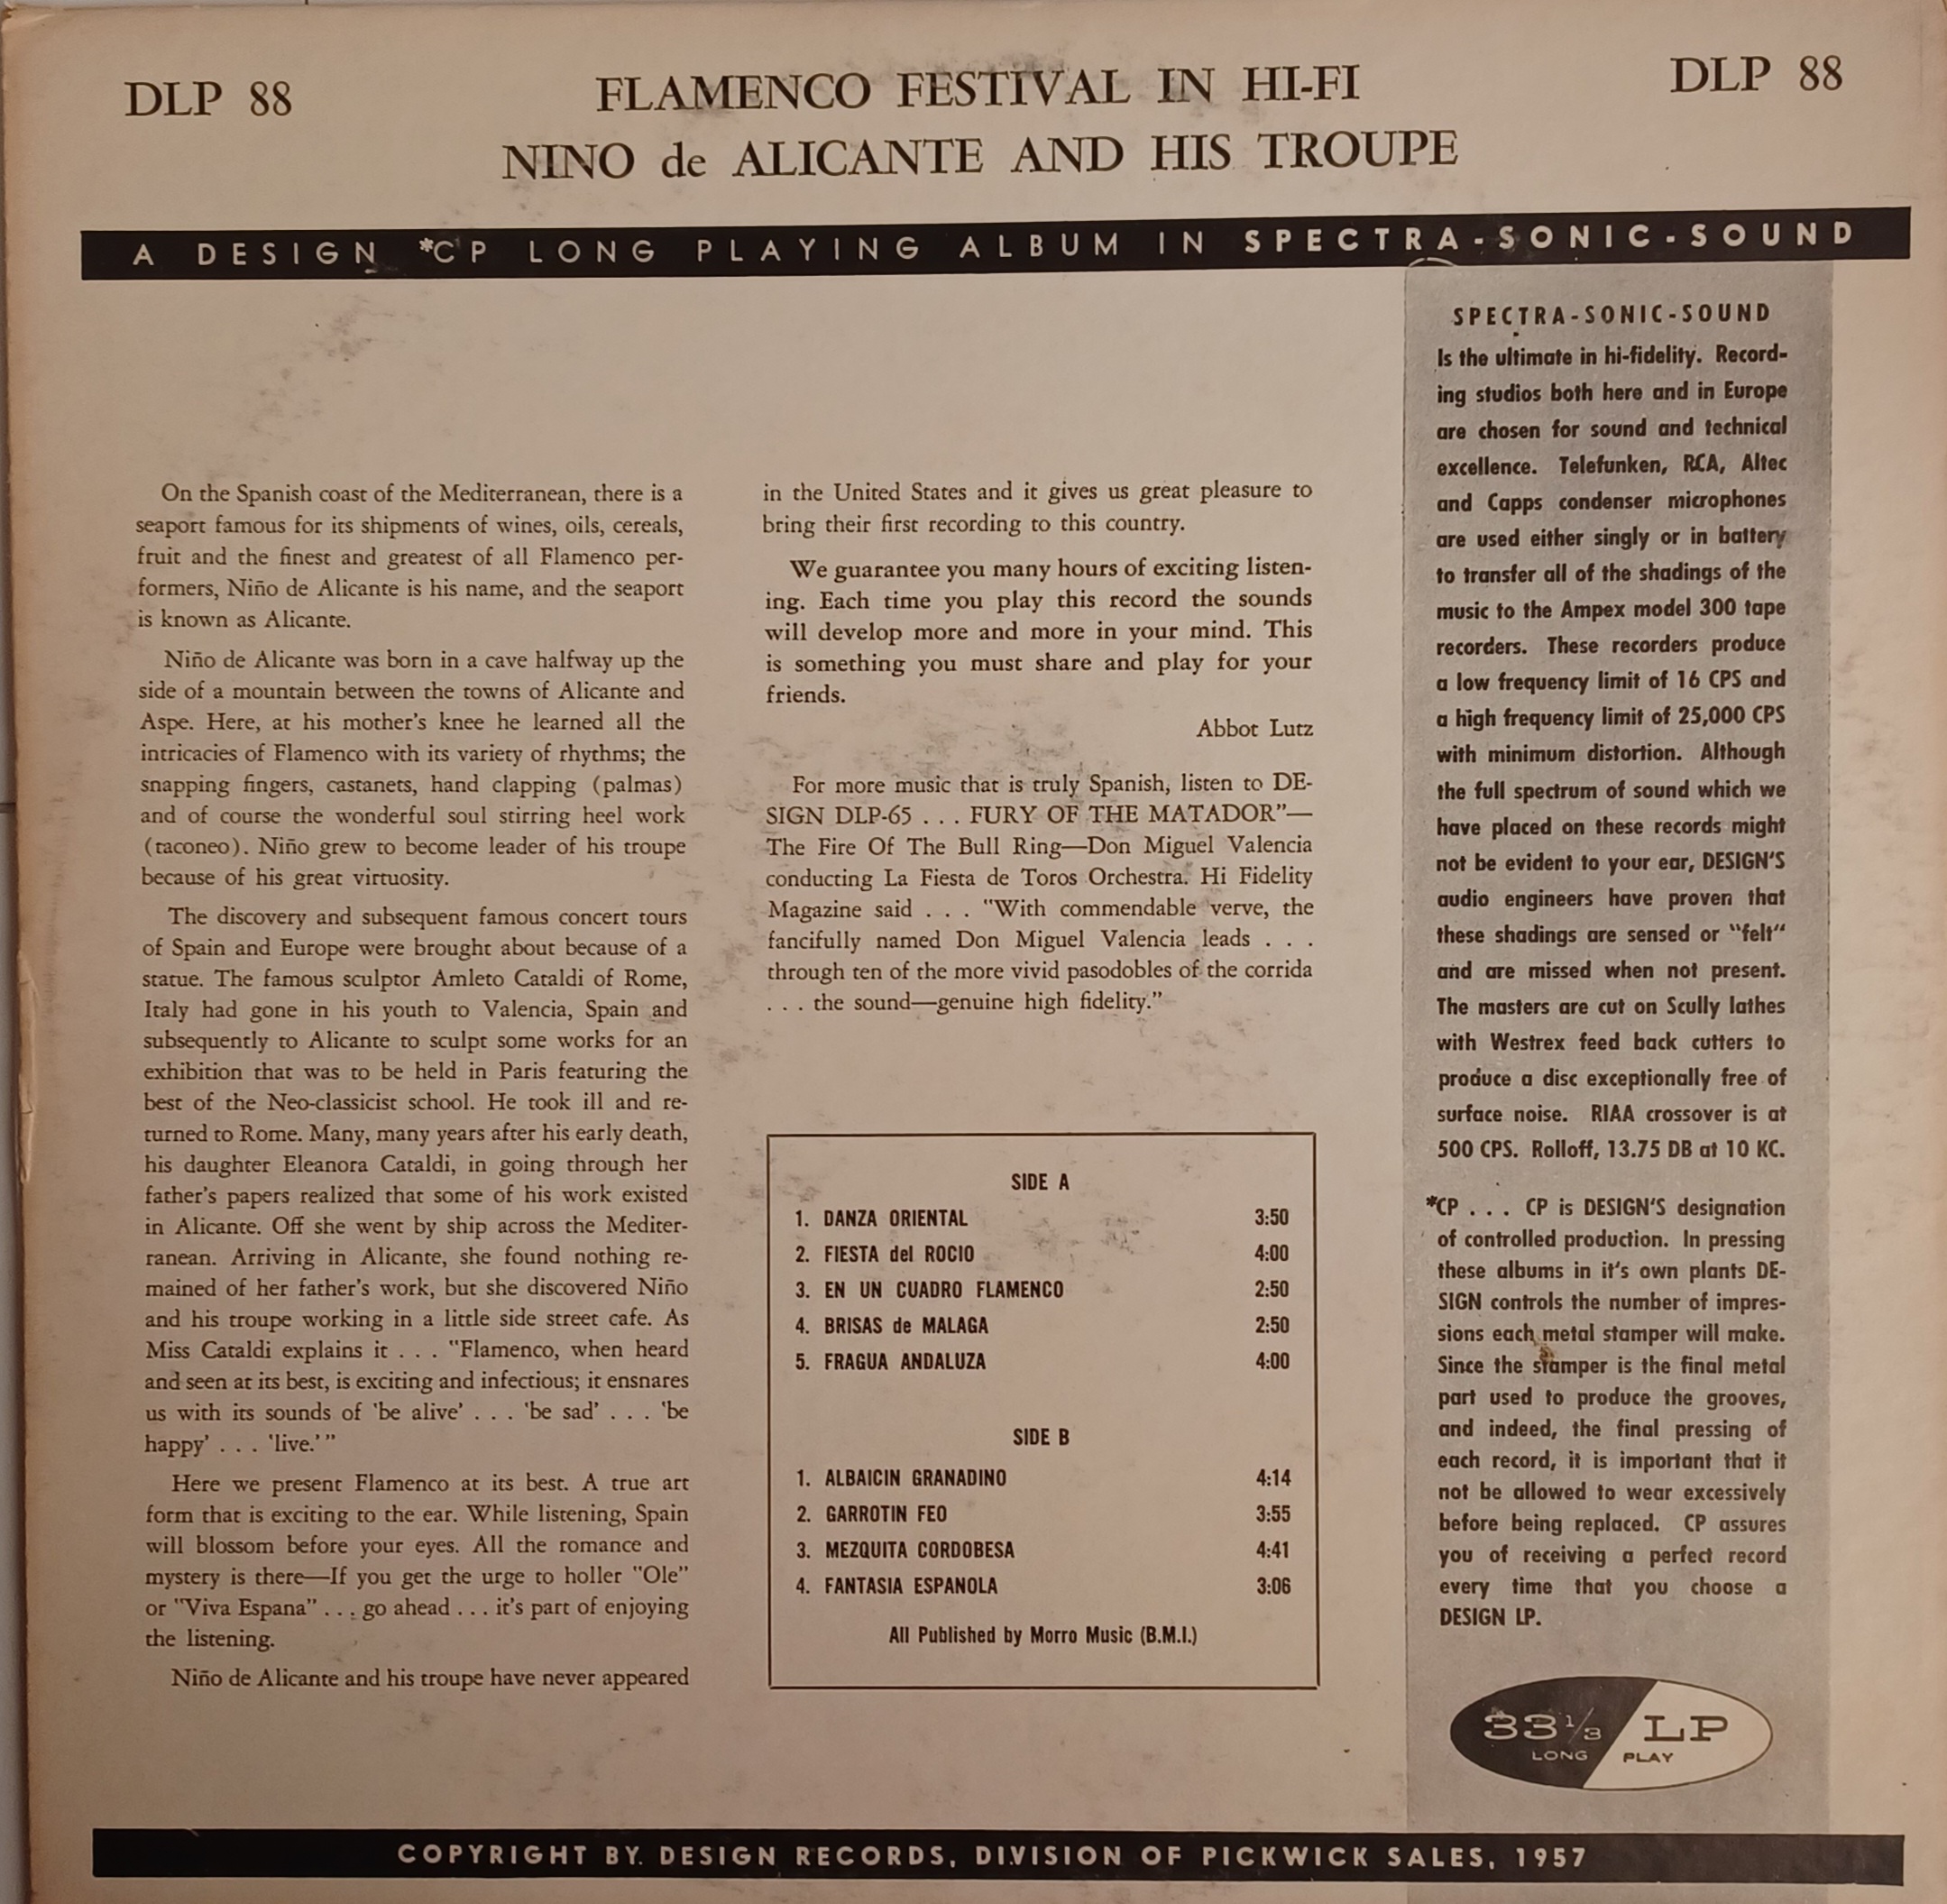 DLP 88
FLAMENCO FESTIVAL IN HI-FI
DLP 88
NINO de ALICANTE AND HIS TROUPE
A DESIGN *CP LONG PLAYING ALBUM IN SPECTRA-SONIC-SOUND
On the Spanish coast of the Mediterranean, there is a
seaport famous for its shipments of wines, oils, cereals,
fruit and the finest and greatest of all Flamenco per-
formers, Niño de Alicante is his name, and the seaport
is known as Alicante.
Niño de Alicante was born in a cave halfway up the
side of a mountain between the towns of Alicante and
Aspe. Here, at his mother's knee he learned all the
intricacies of Flamenco with its variety of rhythms; the
snapping fingers, castanets, hand clapping (palmas)
and of course the wonderful soul stirring heel work
(taconeo). Niño grew to become leader of his troupe
because of his great virtuosity.
The discovery and subsequent famous concert tours
of Spain and Europe were brought about because of a
statue. The famous sculptor Amleto Cataldi of Rome,
Italy had gone in his youth to Valencia, Spain and
subsequently to Alicante to sculpt some works for an
exhibition that was to be held in Paris featuring the
best of the Neo-classicist school. He took ill and re-
turned to Rome. Many, many years after his early death,
his daughter Eleanora Cataldi, in going through her
father's papers realized that some of his work existed
in Alicante. Off she went by ship across the Mediter-
ranean. Arriving in Alicante, she found nothing re-
mained of her father's work, but she discovered Niño
and his troupe working in a little side street cafe. As
Miss Cataldi explains it . . . "Flamenco, when heard
and seen at its best, is exciting and infectious; it ensnares
us with its sounds of 'be alive' . . . 'be sad' . . . 'be
happy' . . . 'live.'"
Here we present Flamenco at its best. A true art
form that is exciting to the ear. While listening, Spain
will blossom before your eyes. All the romance and
mystery is there—If you get the urge to holler "Ole"
or "Viva Espana" . . . go ahead . . . it's part of enjoying
the listening.
Niño de Alicante and his troupe have never appeared
in the United States and it gives us great pleasure to
bring their first recording to this country.
We guarantee you many hours of exciting listen-
ing. Each time you play this record the sounds
will develop more and more in your mind. This
is something you must share and play for your
friends.
Abbot Lutz
For more music that is truly Spanish, listen to DE-
SIGN DLP-65 . . . FURY OF THE MATADOR"—
The Fire Of The Bull Ring—Don Miguel Valencia
conducting La Fiesta de Toros Orchestra. Hi Fidelity
Magazine said . . . "With commendable verve, the
fancifully named Don Miguel Valencia leads . . .
through ten of the more vivid pasodobles of the corrida
. . . the sound—genuine high fidelity."
SIDE A
1. DANZA ORIENTAL 3:50
2. FIESTA del ROCIO 4:00
3. EN UN CUADRO FLAMENCO 2:50
4. BRISAS de MALAGA 2:50
5. FRAGUA ANDALUZA 4:00
SIDE B
1. ALBAICIN GRANADINO 4:14
2. GARROTIN FEO 3:55
3. MEZQUITA CORDOBESA 4:41
4. FANTASIA ESPANOLA 3:06
All Published by Morro Music (B.M.I.)
SPECTRA-SONIC-SOUND
Is the ultimate in hi-fidelity. Record-
ing studios both here and in Europe
are chosen for sound and technical
excellence. Telefunken, RCA, Altec
and Capps condenser microphones
are used either singly or in battery
to transfer all of the shadings of the
music to the Ampex model 300 tape
recorders. These recorders produce
a low frequency limit of 16 CPS and
a high frequency limit of 25,000 CPS
with minimum distortion. Although
the full spectrum of sound which we
have placed on these records might
not be evident to your ear, DESIGN'S
audio engineers have proven that
these shadings are sensed or "felt"
and are missed when not present.
The masters are cut on Scully lathes
with Westrex feed back cutters to
produce a disc exceptionally free of
surface noise. RIAA crossover is at
500 CPS. Rolloff, 13.75 DB at 10 KC.
*CP . . . CP is DESIGN'S designation
of controlled production. In pressing
these albums in it's own plants DE-
SIGN controls the number of impres-
sions each metal stamper will make.
Since the stamper is the final metal
part used to produce the grooves,
and indeed, the final pressing of
each record, it is important that it
not be allowed to wear excessively
before being replaced. CP assures
you of receiving a perfect record
every time that you choose a
DESIGN LP.
33 1/3 LP
LONG PLAY
COPYRIGHT BY DESIGN RECORDS, DIVISION OF PICKWICK SALES, 1957